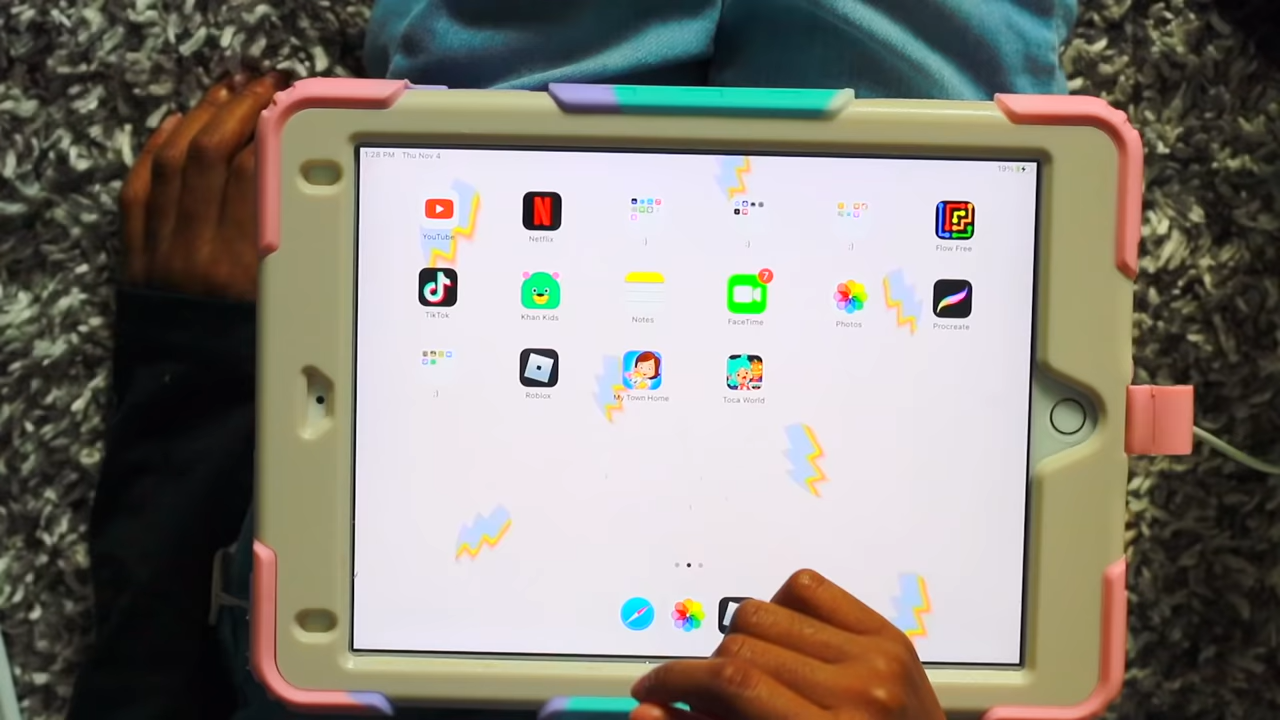 1:28 PM Thu Nov 4
19%
YouTube
Netflix
:)
:)
:)
Flow Free
TikTok
Khan Kids
Notes
FaceTime
7
Photos
Procreate
:)
Roblox
My Town Home
Toca World